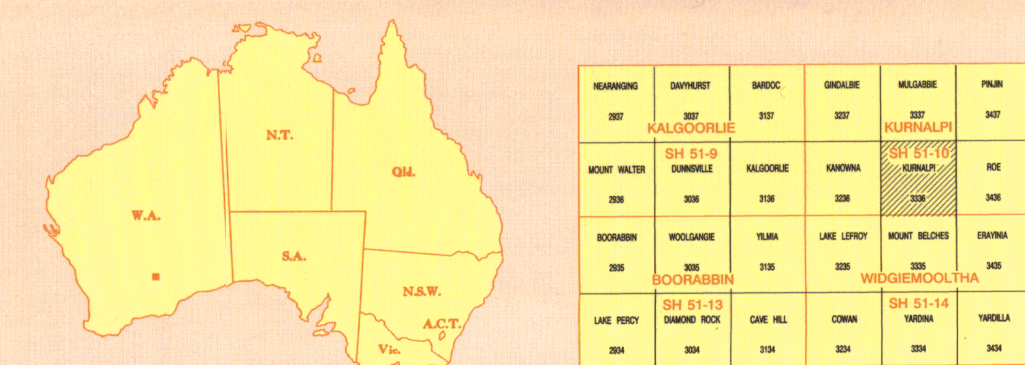 N.T.
Qld.
W.A.
S.A.
N.S.W.
A.C.T.
Vic.
NEARANGING DAVYHURST BARDOC GINDALBIE MULGABBIE PINJIN
2937 3037 3137 3237 3337 3437
KALGOORLIE KURNALPI
SH 51-9 SH 51-10
MOUNT WALTER DUNNSVILLE KALGOORLIE KANOWNA KURNALPI ROE
2936 3036 3136 3236 3336 3436
BOORABBIN WOOLGANGIE YILMIA LAKE LEFROY MOUNT BELCHES ERAYINIA
2935 3035 3135 3235 3335 3435
BOORABBIN WIDGIEMOOLTHA
SH 51-13 SH 51-14
LAKE PERCY DIAMOND ROCK CAVE HILL COWAN YARDINA YARDILLA
2934 3034 3134 3234 3334 3434